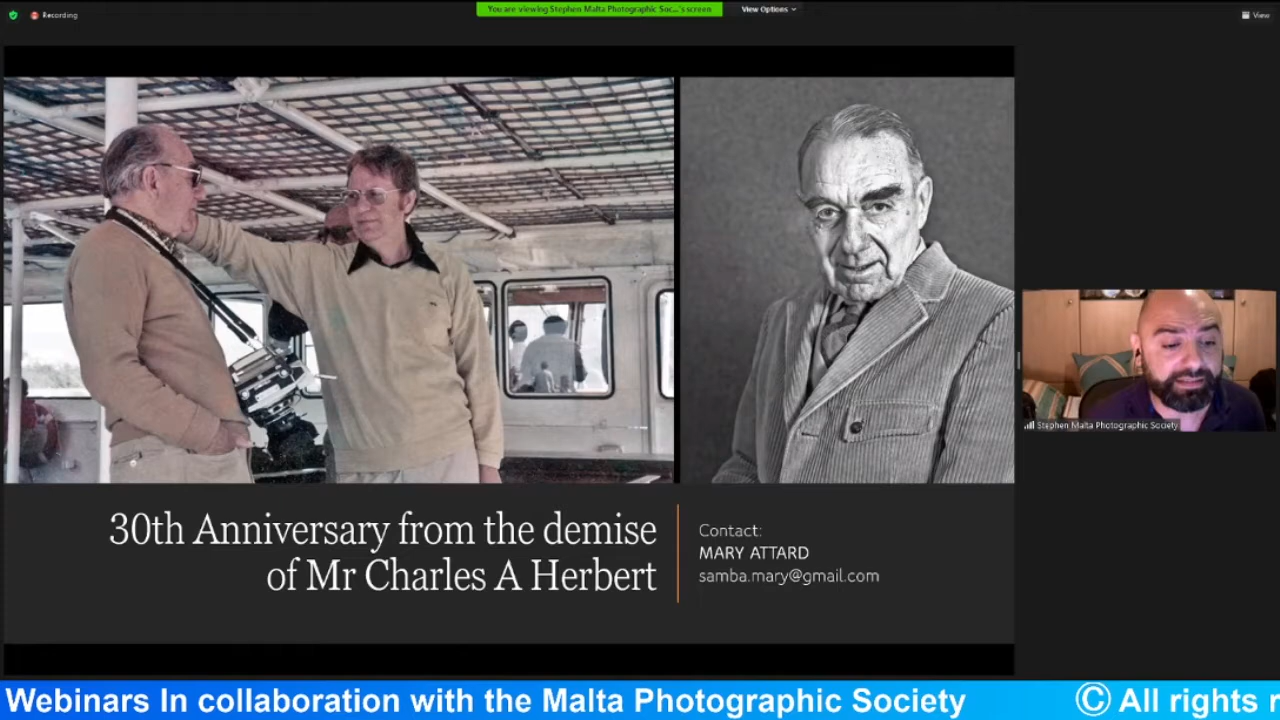 Recording
You are viewing Stephen Malta Photographic Soc...'s screen
View Options
View
30th Anniversary from the demise
of Mr Charles A Herbert
Contact:
MARY ATTARD
samba.mary@gmail.com
Stephen Malta Photographic Society
Webinars In collaboration with the Malta Photographic Society
© All rights